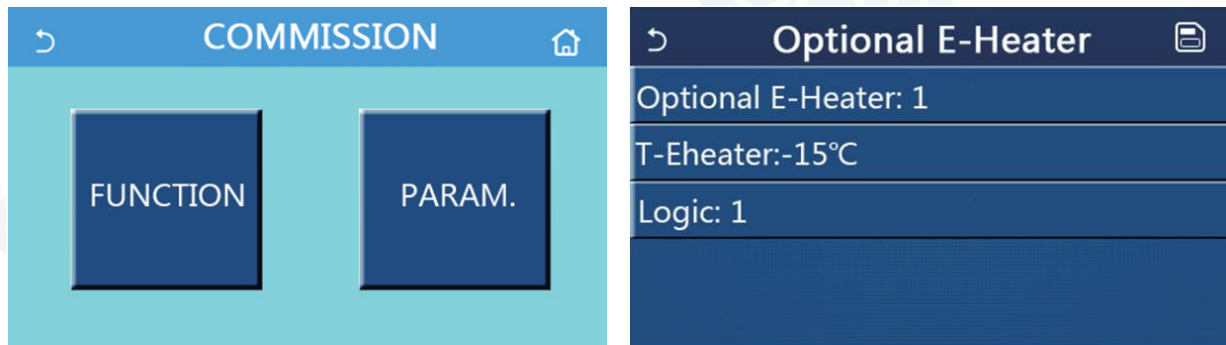 COMMISSION
FUNCTION
PARAM.
Optional E-Heater
Optional E-Heater: 1
T-Eheater:-15℃
Logic: 1